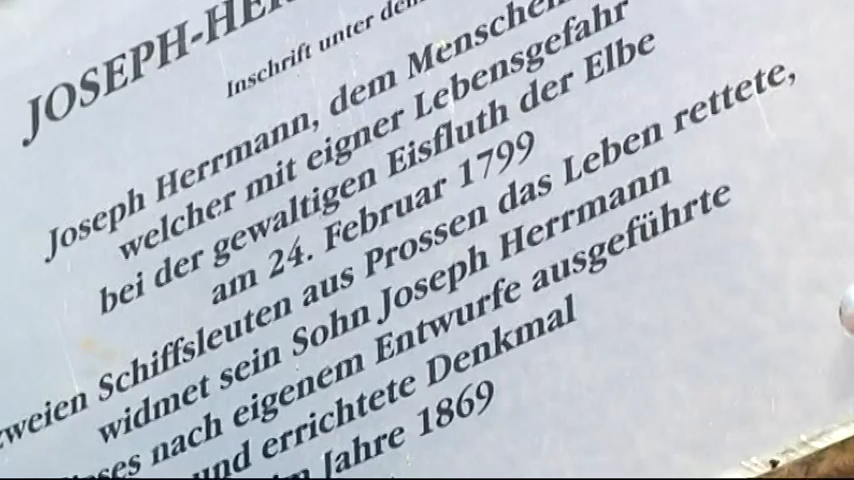 JOSEPH-HER
Inschrift unter dem
Joseph Herrmann, dem Menschen
welcher mit eigner Lebensgefahr
bei der gewaltigen Eisfluth der Elbe
am 24. Februar 1799
zweien Schiffsleuten aus Prossen das Leben rettete,
widmet sein Sohn Joseph Herrmann
nach eigenem Entwurfe ausgeführte
und errichtete Denkmal
Jahre 1869